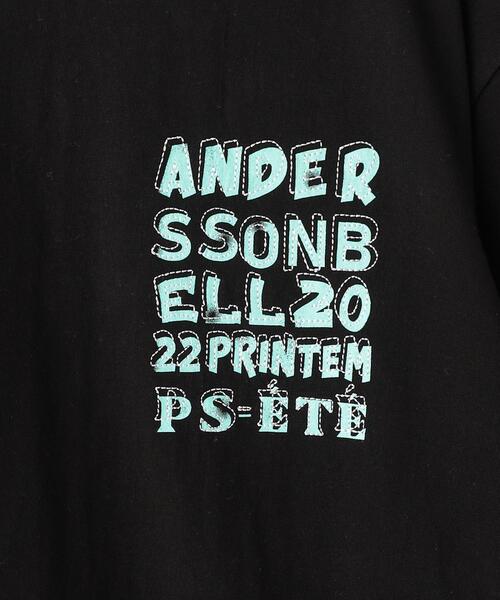 ANDER
SSONB
ELL20
22PRINTEM
PS=ÉTÉ